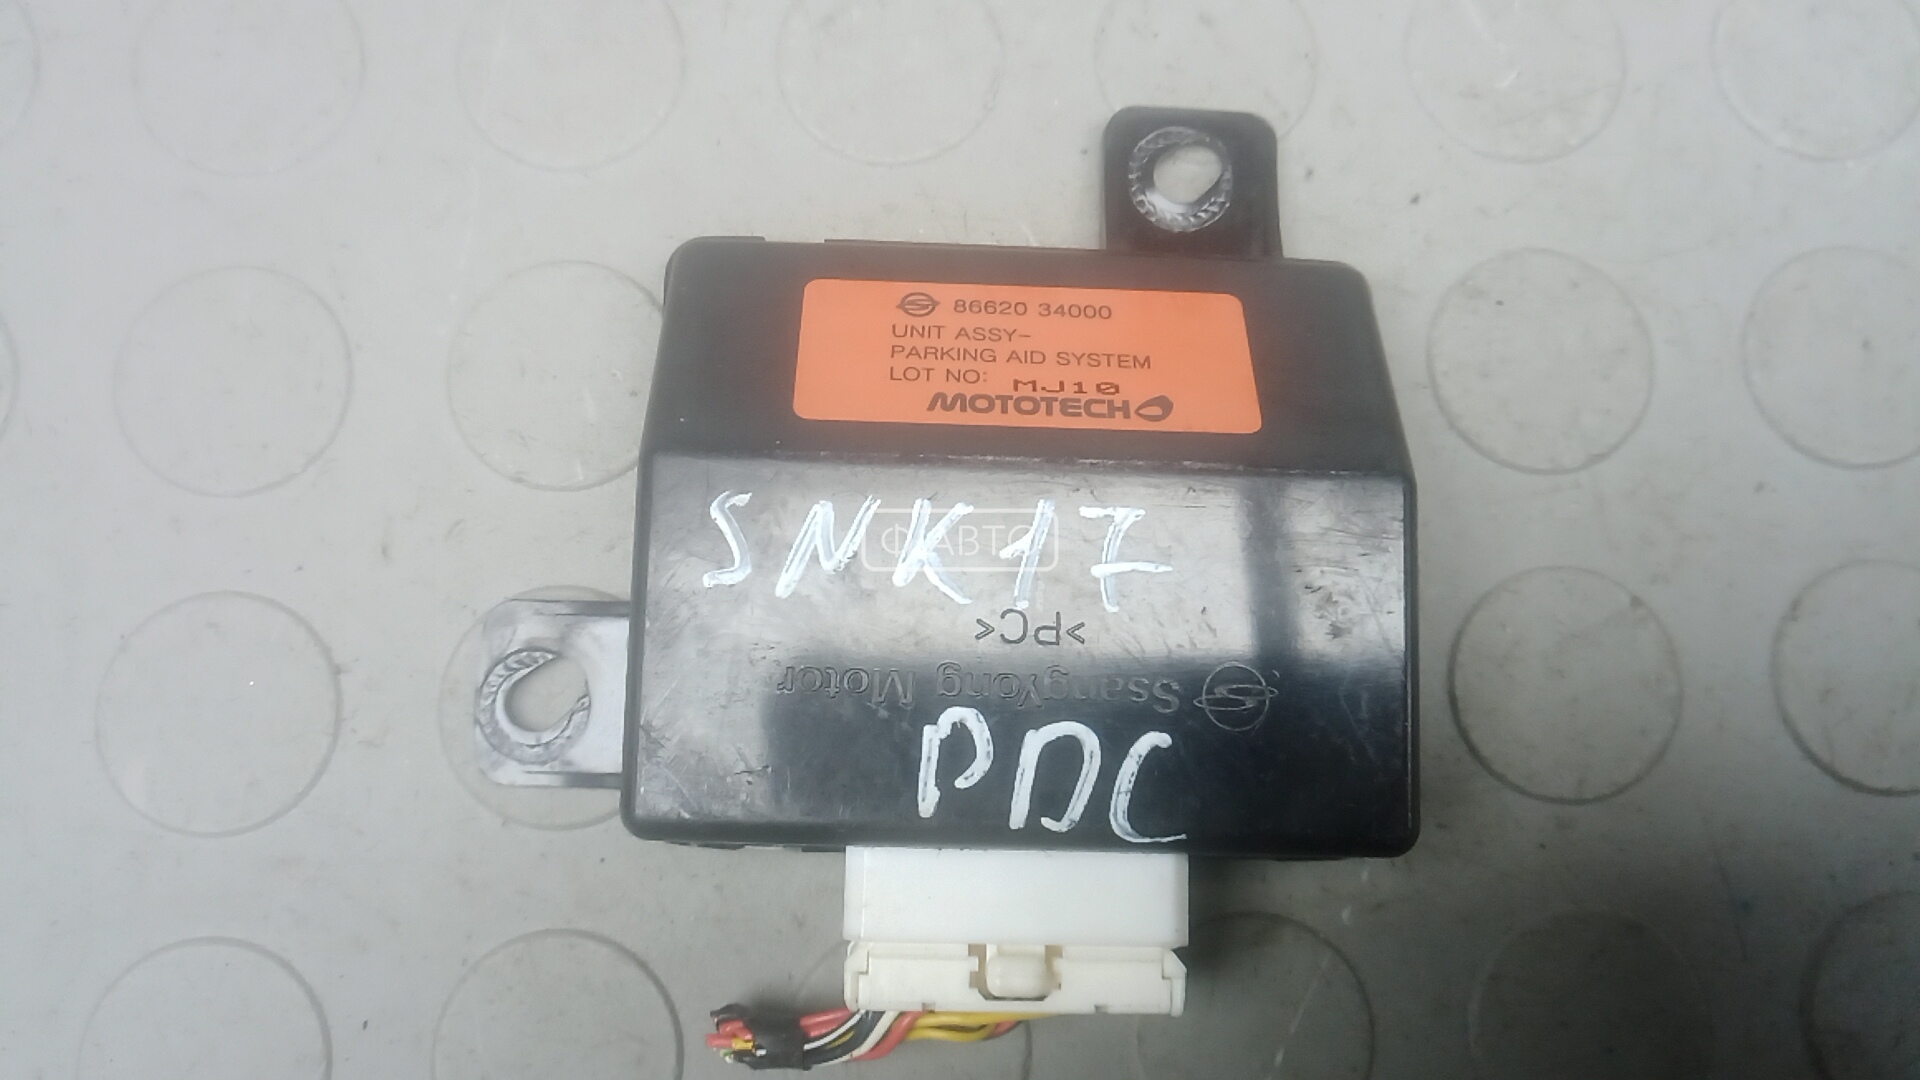 86620 34000
UNIT ASSY-
PARKING AID SYSTEM
LOT NO: MJ10
MOTOTECH
SNK17
ФАВТО
>PC<
SsangYong Motor
PDC